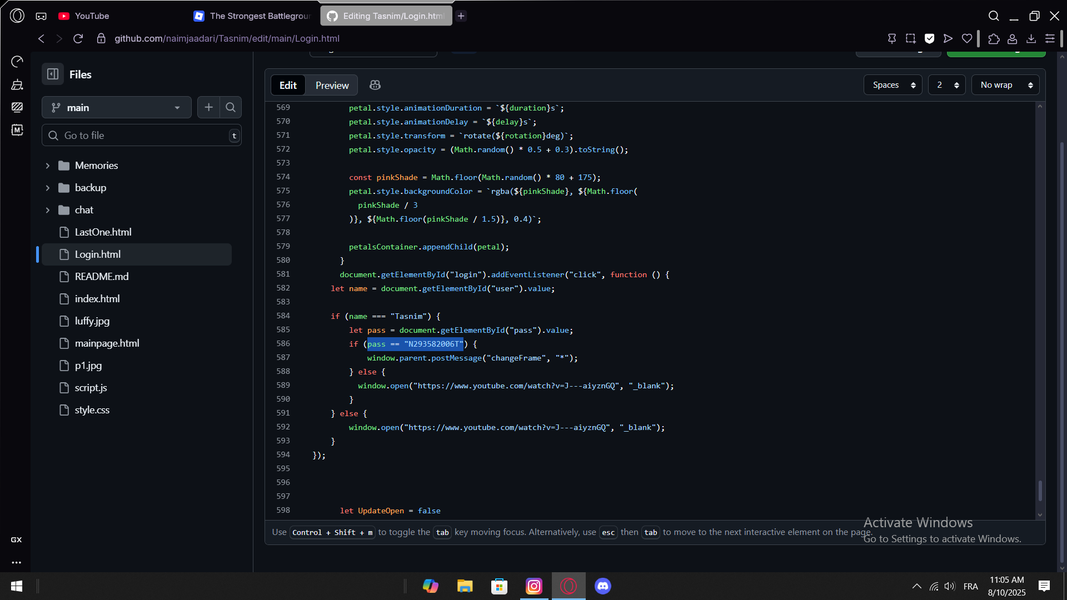 YouTube
The Strongest Battlegrou
Editing Tasnim/Login.htm
github.com/naimjaadari/Tasnim/edit/main/Login.html
Files
main
Go to file
t
Memories
backup
chat
LastOne.html
Login.html
README.md
index.html
luffy.jpg
mainpage.html
p1.jpg
script.js
style.css
GX
Edit
Preview
Spaces
2
No wrap
569 petal.style.animationDuration = `${duration}s`;
570 petal.style.animationDelay = `${delay}s`;
571 petal.style.transform = `rotate(${rotation}deg)`;
572 petal.style.opacity = (Math.random() * 0.5 + 0.3).toString();
573
574 const pinkShade = Math.floor(Math.random() * 80 + 175);
575 petal.style.backgroundColor = `rgba(${pinkShade}, ${Math.floor(
576 pinkShade / 3
577 )}, ${Math.floor(pinkShade / 1.5)}, 0.4)`;
578
579 petalsContainer.appendChild(petal);
580 }
581 document.getElementById("login").addEventListener("click", function () {
582 let name = document.getElementById("user").value;
583
584 if (name === "Tasnim") {
585 let pass = document.getElementById("pass").value;
586 if (pass == "N293582006T") {
587 window.parent.postMessage("changeFrame", "*");
588 } else {
589 window.open("https://www.youtube.com/watch?v=J---aiyznGQ", "_blank");
590 }
591 } else {
592 window.open("https://www.youtube.com/watch?v=J---aiyznGQ", "_blank");
593 }
594 });
595
596
597
598 let UpdateOpen = false
Use Control + Shift + m to toggle the tab key moving focus. Alternatively, use esc then tab to move to the next interactive element on the page.
Activate Windows
Go to Settings to activate Windows.
FRA
11:05 AM
8/10/2025